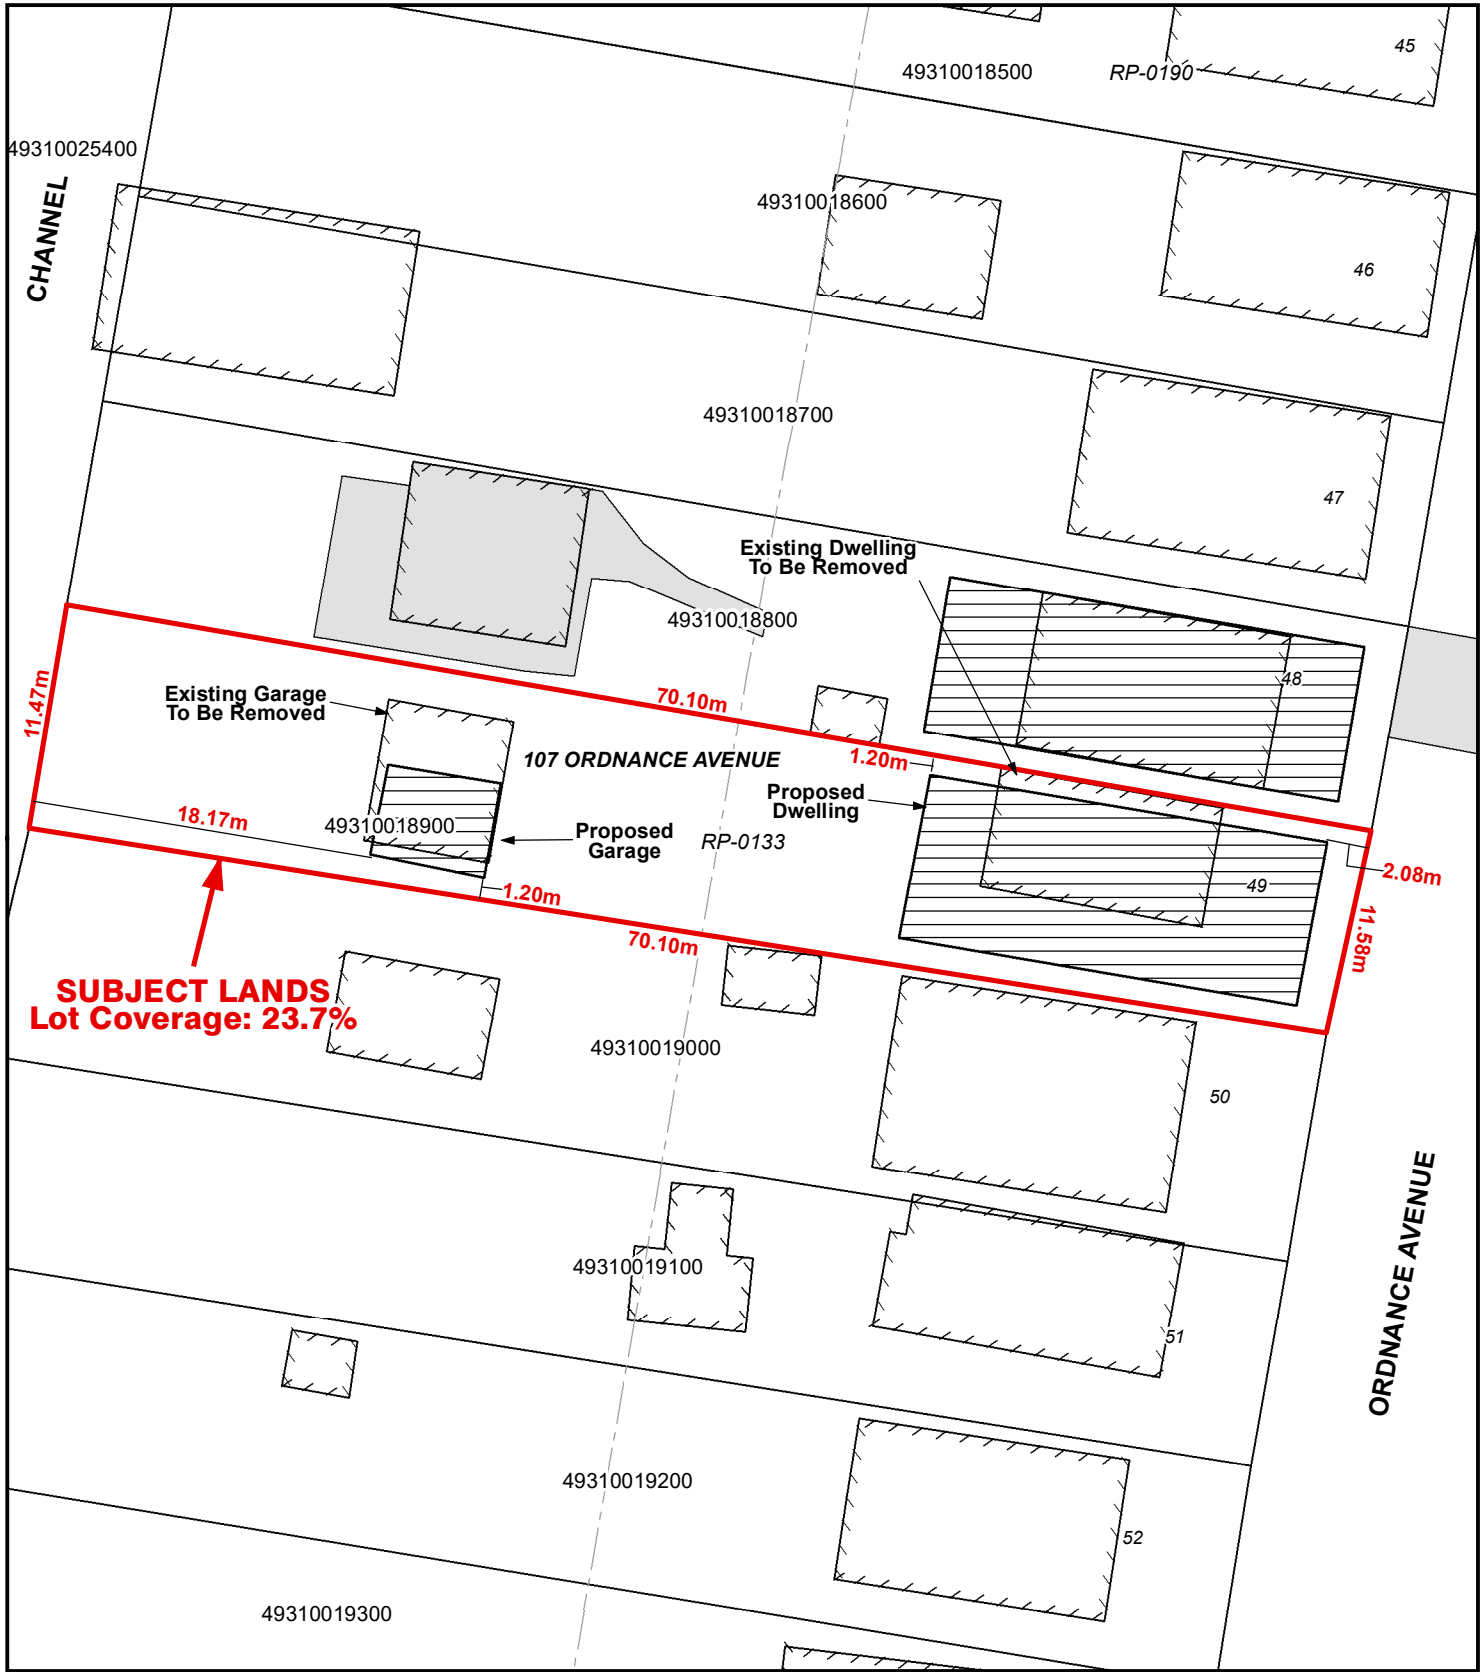 45
49310018500
RP-0190
49310025400
CHANNEL
49310018600
46
49310018700
47
Existing Dwelling
To Be Removed
49310018800
48
11.47m
Existing Garage
To Be Removed
70.10m
107 ORDNANCE AVENUE
1.20m
Proposed
Dwelling
18.17m
49310018900
Proposed
Garage
RP-0133
49
2.08m
1.20m
11.58m
70.10m
SUBJECT LANDS
Lot Coverage: 23.7%
49310019000
50
49310019100
51
ORDNANCE AVENUE
49310019200
52
49310019300